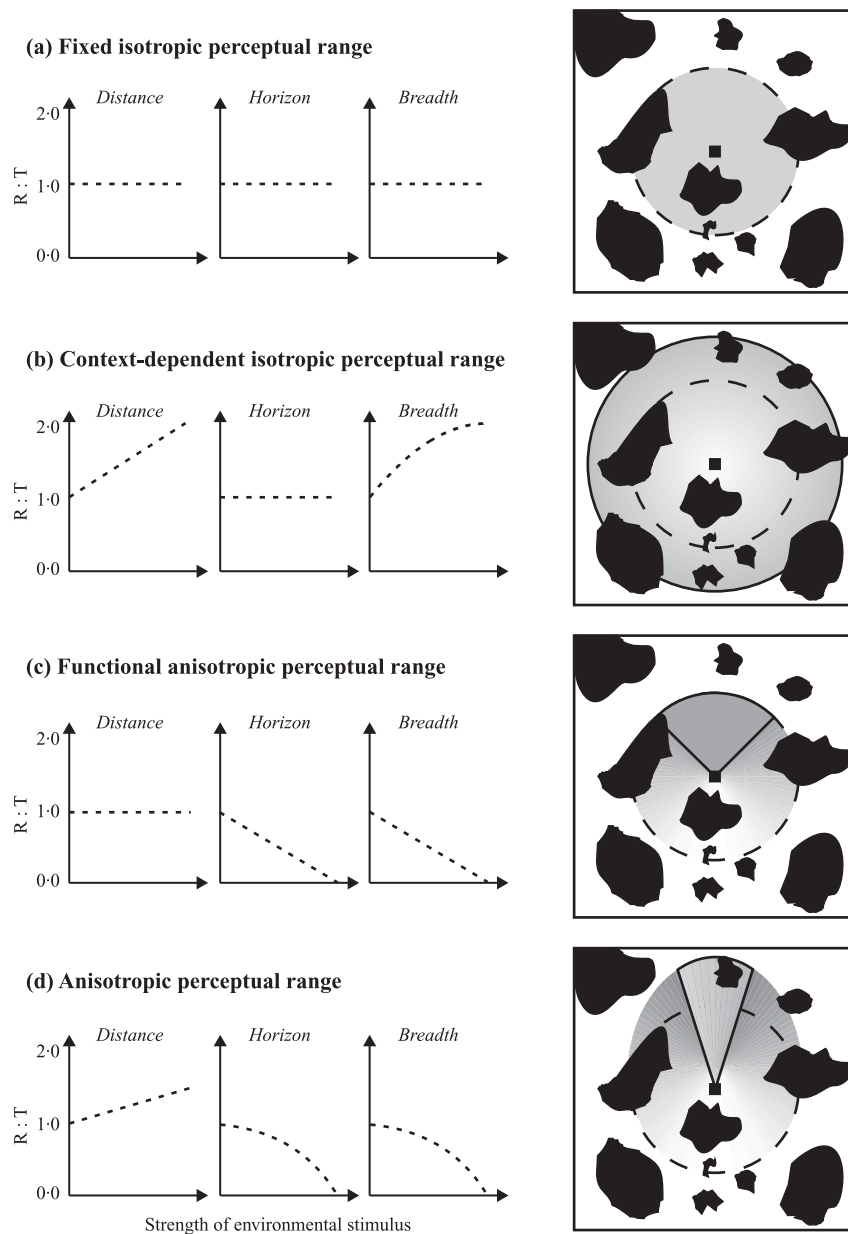 (a) Fixed isotropic perceptual range
Distance Horizon Breadth
2·0
1·0
0·0
R : T
(b) Context-dependent isotropic perceptual range
Distance Horizon Breadth
2·0
1·0
0·0
R : T
(c) Functional anisotropic perceptual range
Distance Horizon Breadth
2·0
1·0
0·0
R : T
(d) Anisotropic perceptual range
Distance Horizon Breadth
2·0
1·0
0·0
R : T
Strength of environmental stimulus